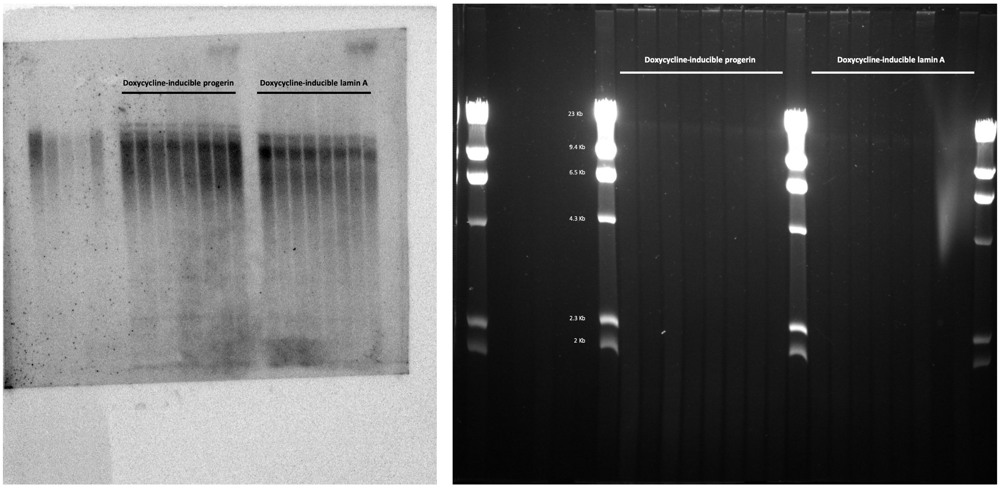 Doxycycline-inducible progerin
Doxycycline-inducible lamin A
Doxycycline-inducible progerin
Doxycycline-inducible lamin A
23 Kb
9.4 Kb
6.5 Kb
4.3 Kb
2.3 Kb
2 Kb